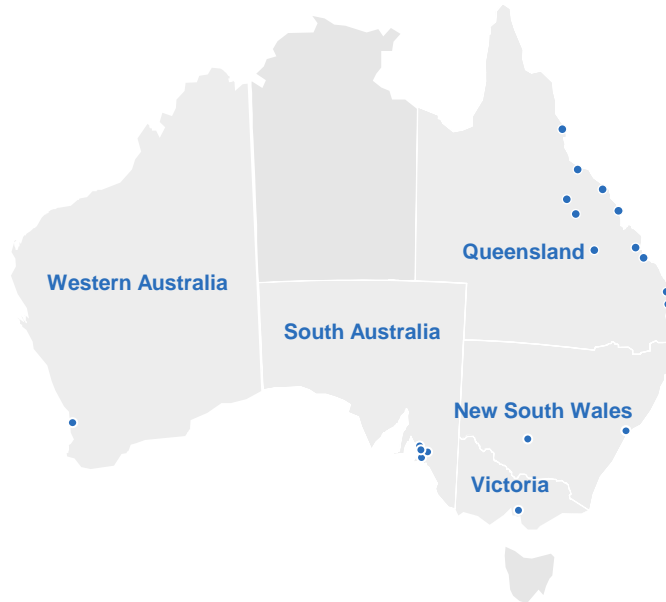 Queensland
Western Australia
South Australia
New South Wales
Victoria